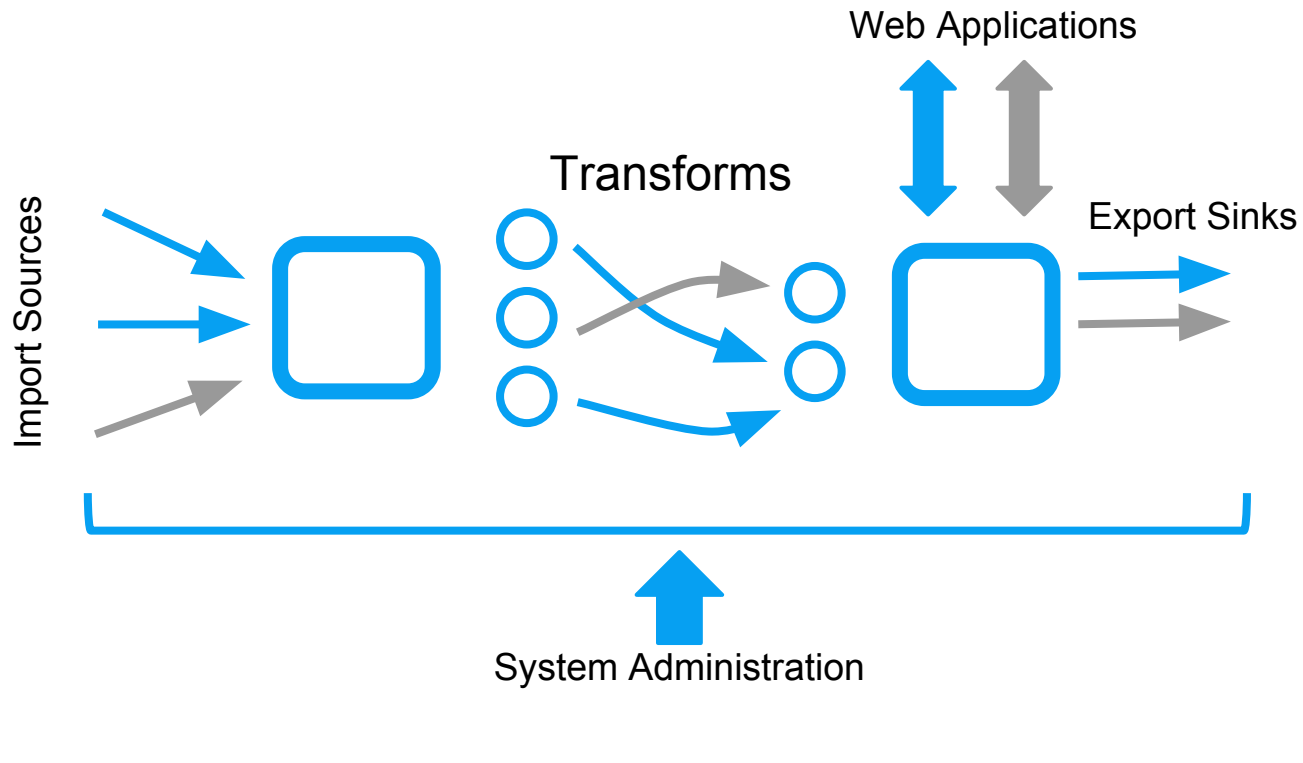 Web Applications
Transforms
Export Sinks
Import Sources
System Administration